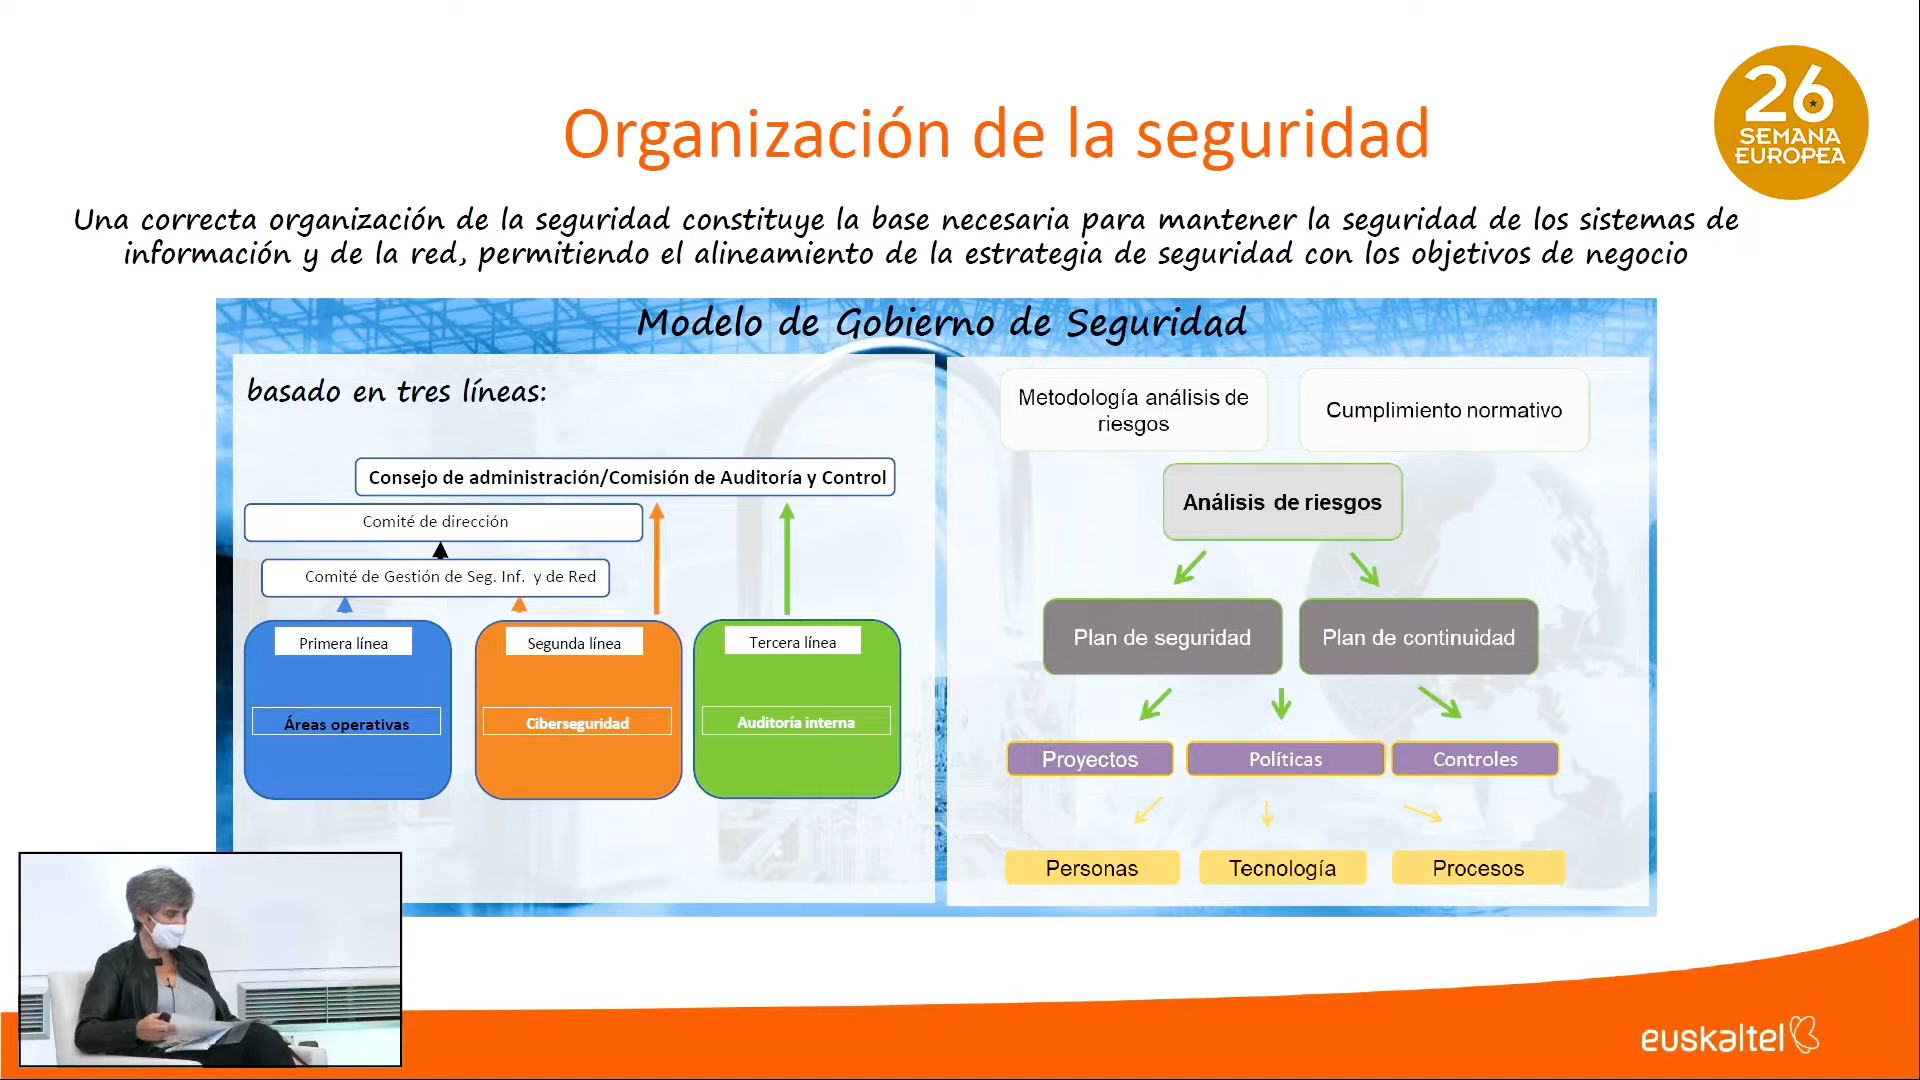 Organización de la seguridad
26
SEMANA
EUROPEA
Una correcta organización de la seguridad constituye la base necesaria para mantener la seguridad de los sistemas de
información y de la red, permitiendo el alineamiento de la estrategia de seguridad con los objetivos de negocio
Modelo de Gobierno de Seguridad
basado en tres líneas:
Consejo de administración/Comisión de Auditoría y Control
Comité de dirección
Comité de Gestión de Seg. Inf. y de Red
Primera línea
Segunda línea
Tercera línea
Áreas operativas
Ciberseguridad
Auditoría interna
Metodología análisis de
riesgos
Cumplimiento normativo
Análisis de riesgos
Plan de seguridad
Plan de continuidad
Proyectos
Políticas
Controles
Personas
Tecnología
Procesos
euskaltel